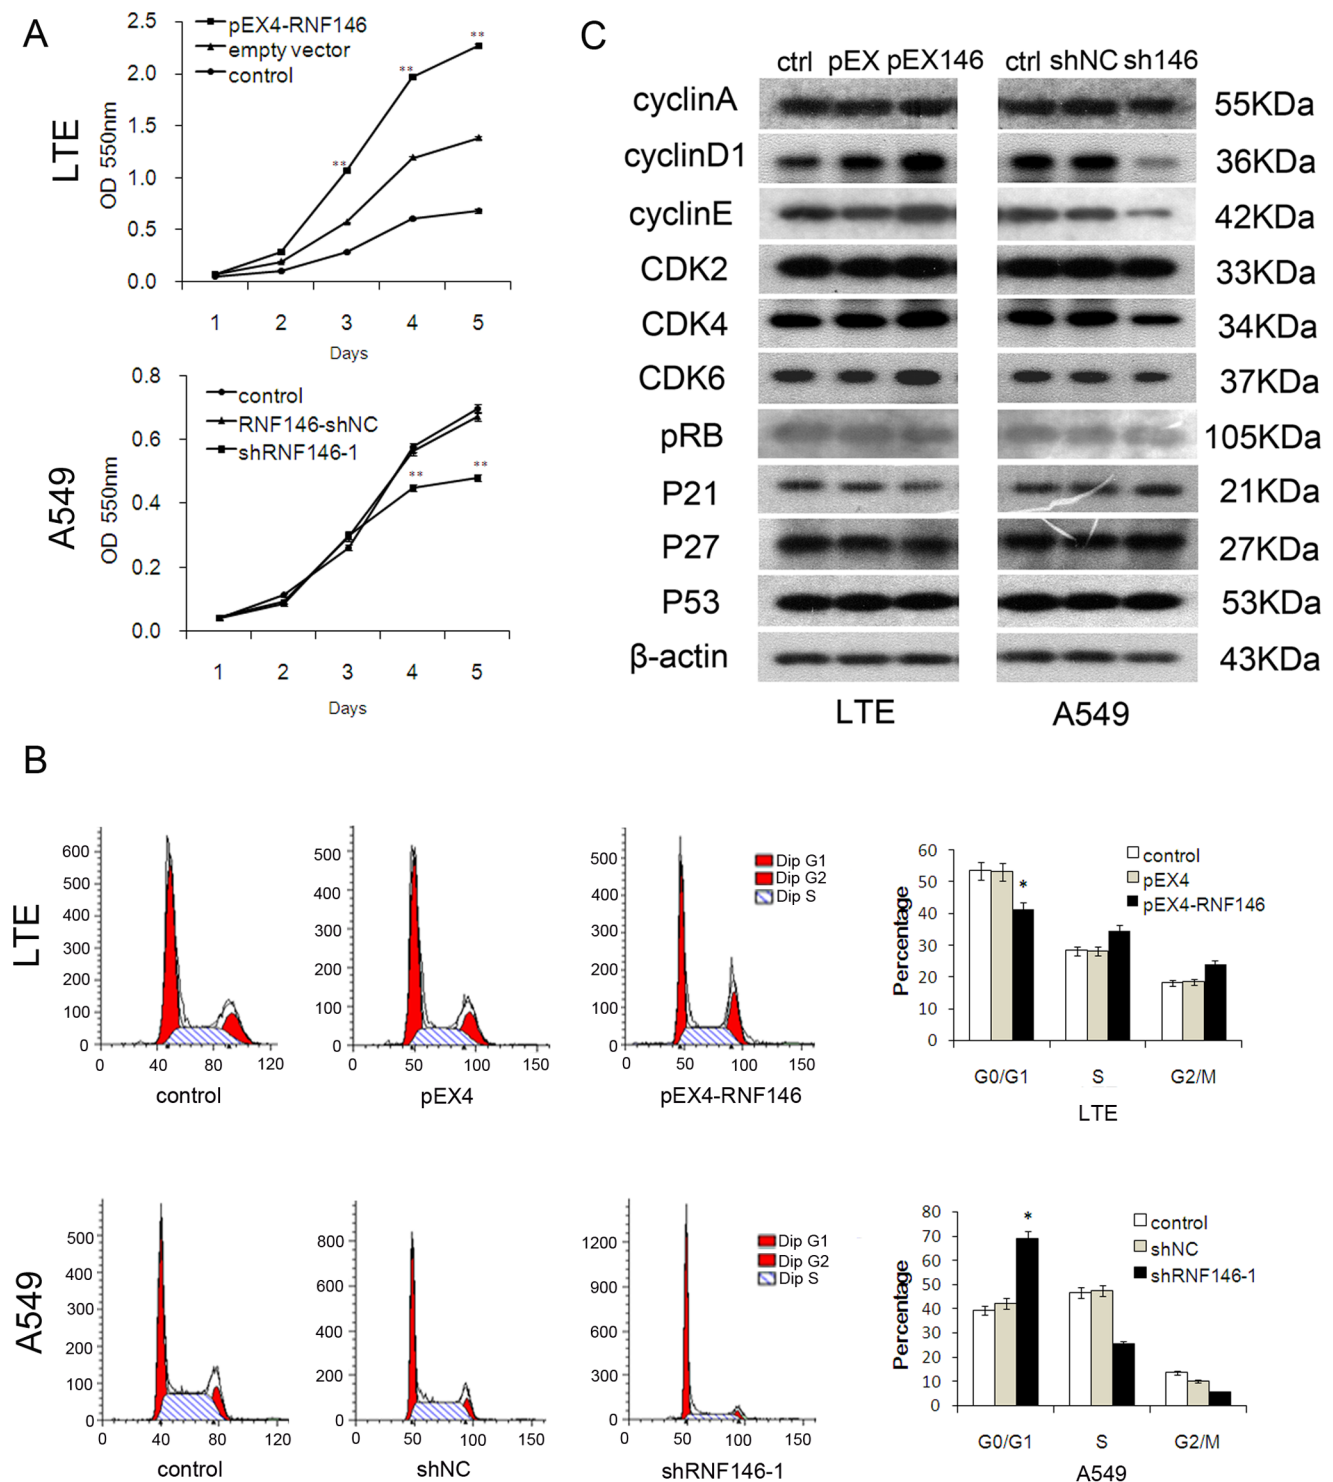 A
LTE
OD 550nm
2.5
2.0
1.5
1.0
0.5
0.0
pEX4-RNF146
empty vector
control
**
**
**
1 2 3 4 5
Days
A549
OD 550nm
0.8
0.6
0.4
0.2
0.0
control
RNF146-shNC
shRNF146-1
**
**
1 2 3 4 5
Days
C
ctrl pEX pEX146 ctrl shNC sh146
cyclinA 55KDa
cyclinD1 36KDa
cyclinE 42KDa
CDK2 33KDa
CDK4 34KDa
CDK6 37KDa
pRB 105KDa
P21 21KDa
P27 27KDa
P53 53KDa
β-actin 43KDa
LTE A549
B
LTE
600
500
400
300
200
100
0
0 40 80 120
control
500
400
300
200
100
0
0 50 100 150
pEX4
500
400
300
200
100
0
0 50 100 150
pEX4-RNF146
Dip G1
Dip G2
Dip S
Percentage
60
50
40
30
20
10
0
*
control
pEX4
pEX4-RNF146
G0/G1 S G2/M
LTE
A549
500
400
300
200
100
0
0 40 80 120
control
800
600
400
200
0
0 50 100 150
shNC
1200
900
600
300
0
0 50 100 150
shRNF146-1
Dip G1
Dip G2
Dip S
Percentage
80
70
60
50
40
30
20
10
0
*
control
shNC
shRNF146-1
G0/G1 S G2/M
A549